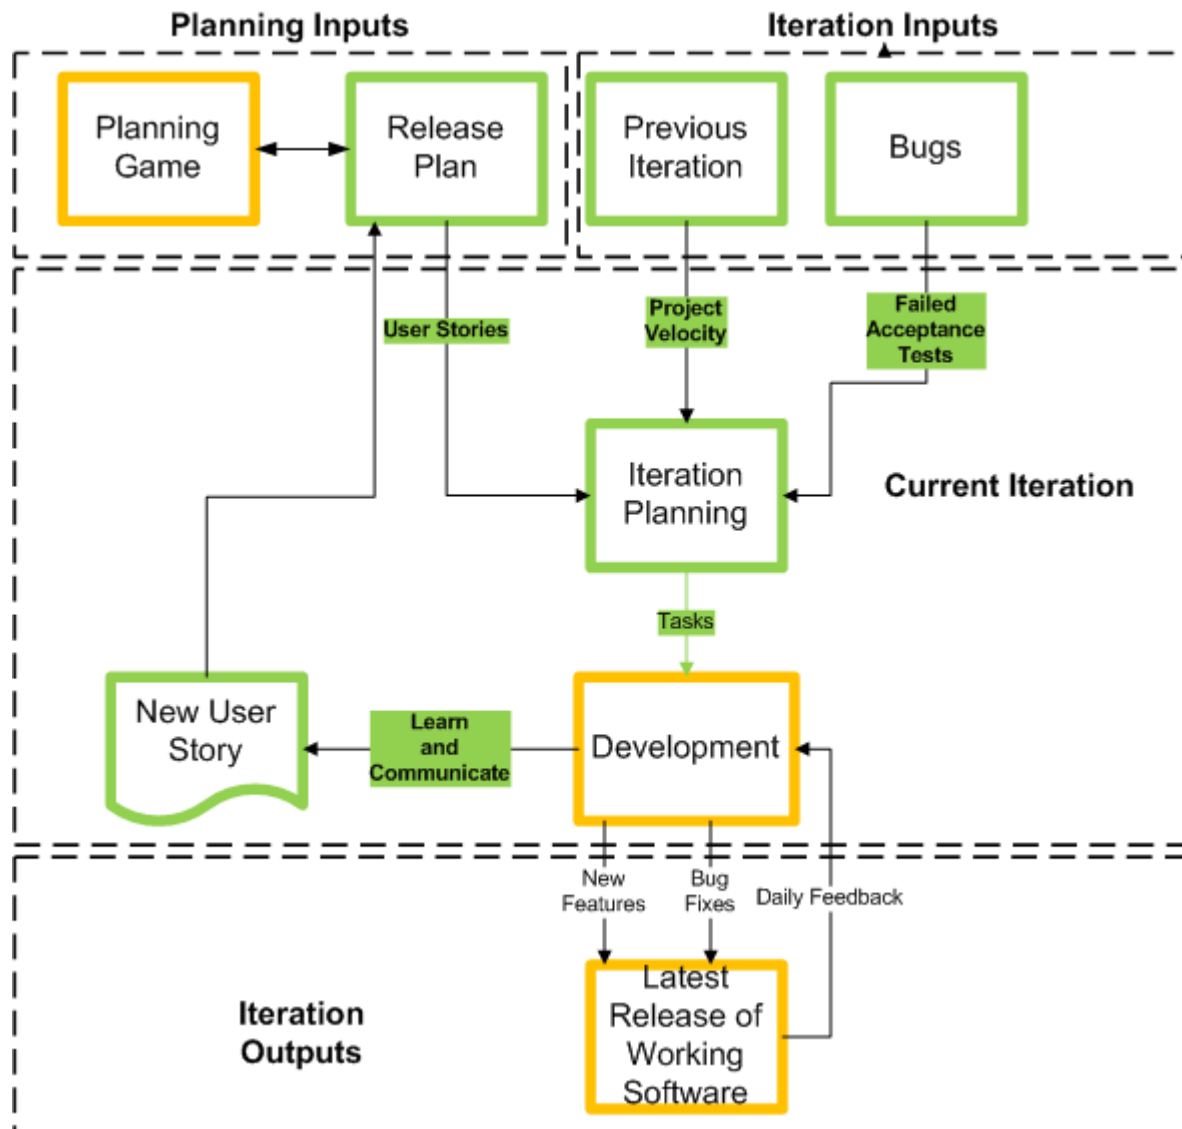 Planning Inputs
Iteration Inputs
Planning
Game
Release
Plan
Previous
Iteration
Bugs
User Stories
Project
Velocity
Failed
Acceptance
Tests
Iteration
Planning
Current Iteration
Tasks
New User
Story
Learn
and
Communicate
Development
New
Features
Bug
Fixes
Daily Feedback
Iteration
Outputs
Latest
Release of
Working
Software